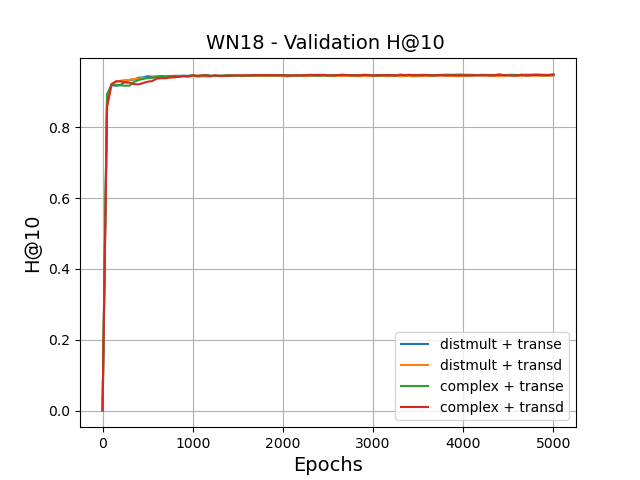 WN18 - Validation H@10
H@10
0.8
0.6
0.4
0.2
0.0
distmult + transe
distmult + transd
complex + transe
complex + transd
0 1000 2000 3000 4000 5000
Epochs